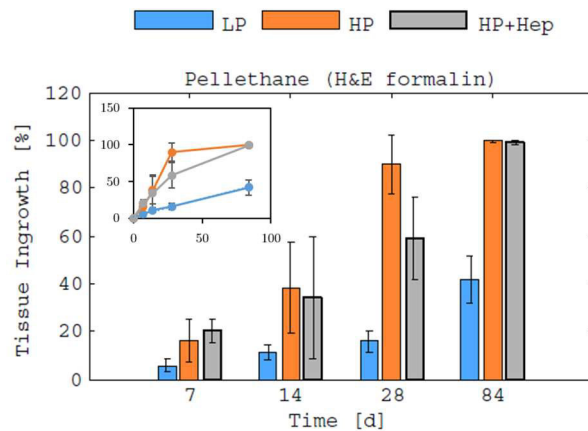 LP HP HP+Hep
Pellethane (H&E formalin)
Tissue Ingrowth [%]
120
100
80
60
40
20
0
150
100
50
0
0 50 100
7 14 28 84
Time [d]